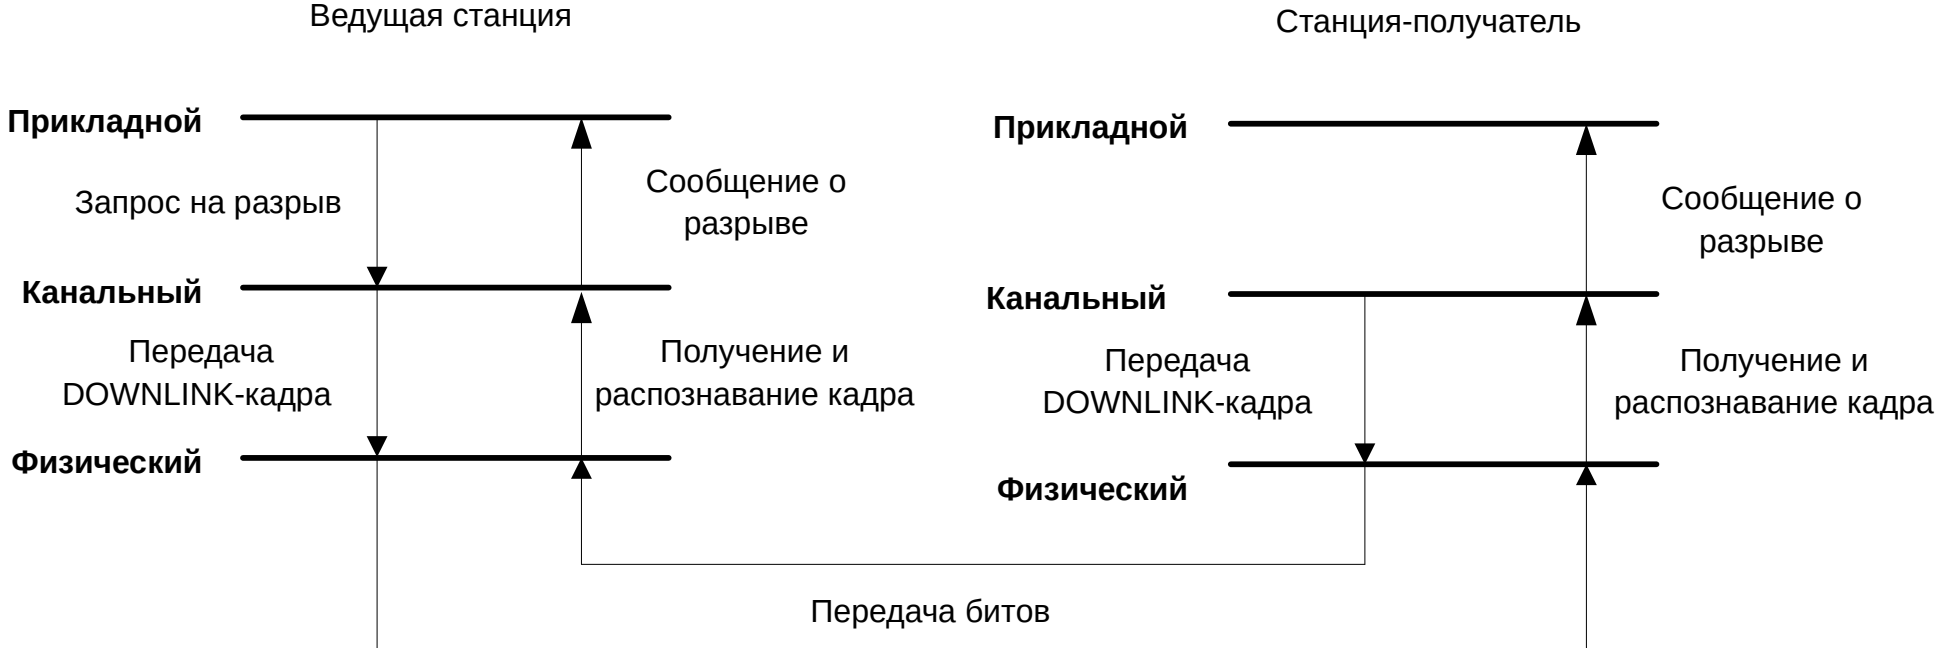 Ведущая станция
Станция-получатель
Прикладной
Прикладной
Запрос на разрыв
Сообщение о
разрыве
Сообщение о
разрыве
Канальный
Канальный
Передача
DOWNLINK-кадра
Получение и
распознавание кадра
Передача
DOWNLINK-кадра
Получение и
распознавание кадра
Физический
Физический
Передача битов